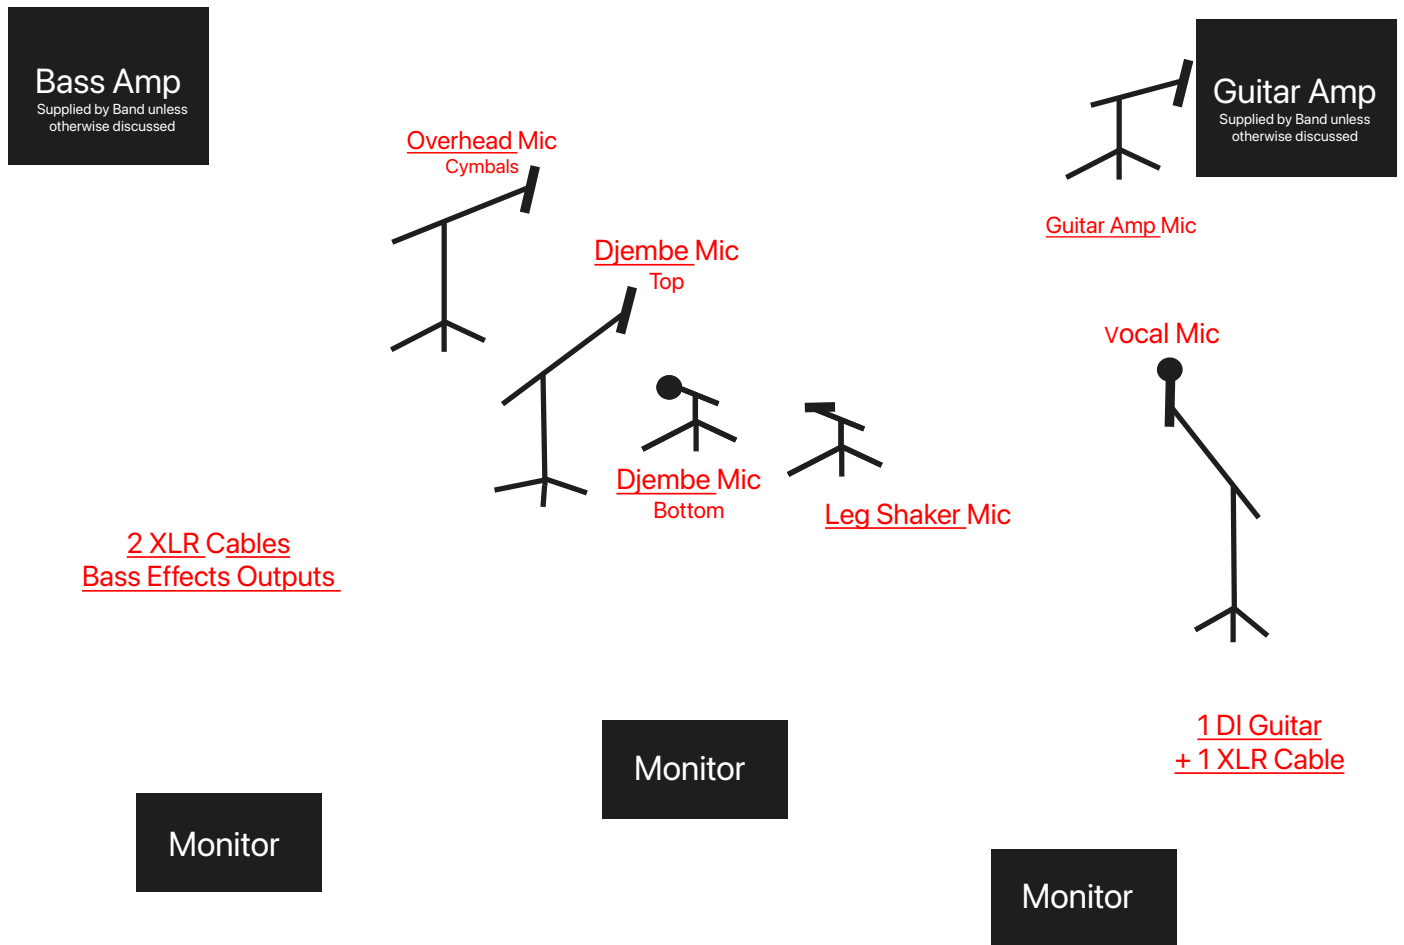 Bass Amp
Supplied by Band unless
otherwise discussed
Guitar Amp
Supplied by Band unless
otherwise discussed
Overhead Mic
Cymbals
Guitar Amp Mic
Djembe Mic
Top
Vocal Mic
Djembe Mic
Bottom
Leg Shaker Mic
2 XLR Cables
Bass Effects Outputs
1 DI Guitar
+ 1 XLR Cable
Monitor
Monitor
Monitor